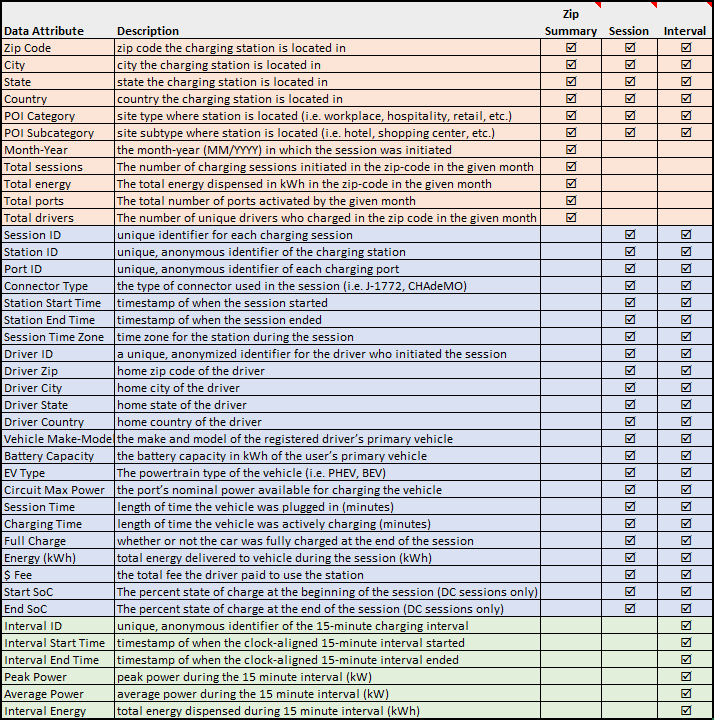 Data Attribute Description Zip Summary Session Interval
Zip Code zip code the charging station is located in ☑ ☑ ☑
City city the charging station is located in ☑ ☑ ☑
State state the charging station is located in ☑ ☑ ☑
Country country the charging station is located in ☑ ☑ ☑
POI Category site type where station is located (i.e. workplace, hospitality, retail, etc.) ☑ ☑ ☑
POI Subcategory site subtype where station is located (i.e. hotel, shopping center, etc.) ☑ ☑ ☑
Month-Year the month-year (MM/YYYY) in which the session was initiated ☑
Total sessions The number of charging sessions initiated in the zip-code in the given month ☑
Total energy The total energy dispensed in kWh in the zip-code in the given month ☑
Total ports The total number of ports activated by the given month ☑
Total drivers The number of unique drivers who charged in the zip code in the given month ☑
Session ID unique identifier for each charging session ☑ ☑
Station ID unique, anonymous identifier of the charging station ☑ ☑
Port ID unique, anonymous identifier of each charging port ☑ ☑
Connector Type the type of connector used in the session (i.e. J-1772, CHAdeMO) ☑ ☑
Station Start Time timestamp of when the session started ☑ ☑
Station End Time timestamp of when the session ended ☑ ☑
Session Time Zone time zone for the station during the session ☑ ☑
Driver ID a unique, anonymized identifier for the driver who initiated the session ☑ ☑
Driver Zip home zip code of the driver ☑ ☑
Driver City home city of the driver ☑ ☑
Driver State home state of the driver ☑ ☑
Driver Country home country of the driver ☑ ☑
Vehicle Make-Model the make and model of the registered driver's primary vehicle ☑ ☑
Battery Capacity the battery capacity in kWh of the user's primary vehicle ☑ ☑
EV Type The powertrain type of the vehicle (i.e. PHEV, BEV) ☑ ☑
Circuit Max Power the port's nominal power available for charging the vehicle ☑ ☑
Session Time length of time the vehicle was plugged in (minutes) ☑ ☑
Charging Time length of time the vehicle was actively charging (minutes) ☑ ☑
Full Charge whether or not the car was fully charged at the end of the session ☑ ☑
Energy (kWh) total energy delivered to vehicle during the session (kWh) ☑ ☑
$ Fee the total fee the driver paid to use the station ☑ ☑
Start SoC The percent state of charge at the beginning of the session (DC sessions only) ☑ ☑
End SoC The percent state of charge at the end of the session (DC sessions only) ☑ ☑
Interval ID unique, anonymous identifier of the 15-minute charging interval ☑
Interval Start Time timestamp of when the clock-aligned 15-minute interval started ☑
Interval End Time timestamp of when the clock-aligned 15-minute interval ended ☑
Peak Power peak power during the 15 minute interval (kW) ☑
Average Power average power during the 15 minute interval (kW) ☑
Interval Energy total energy dispensed during 15 minute interval (kWh) ☑